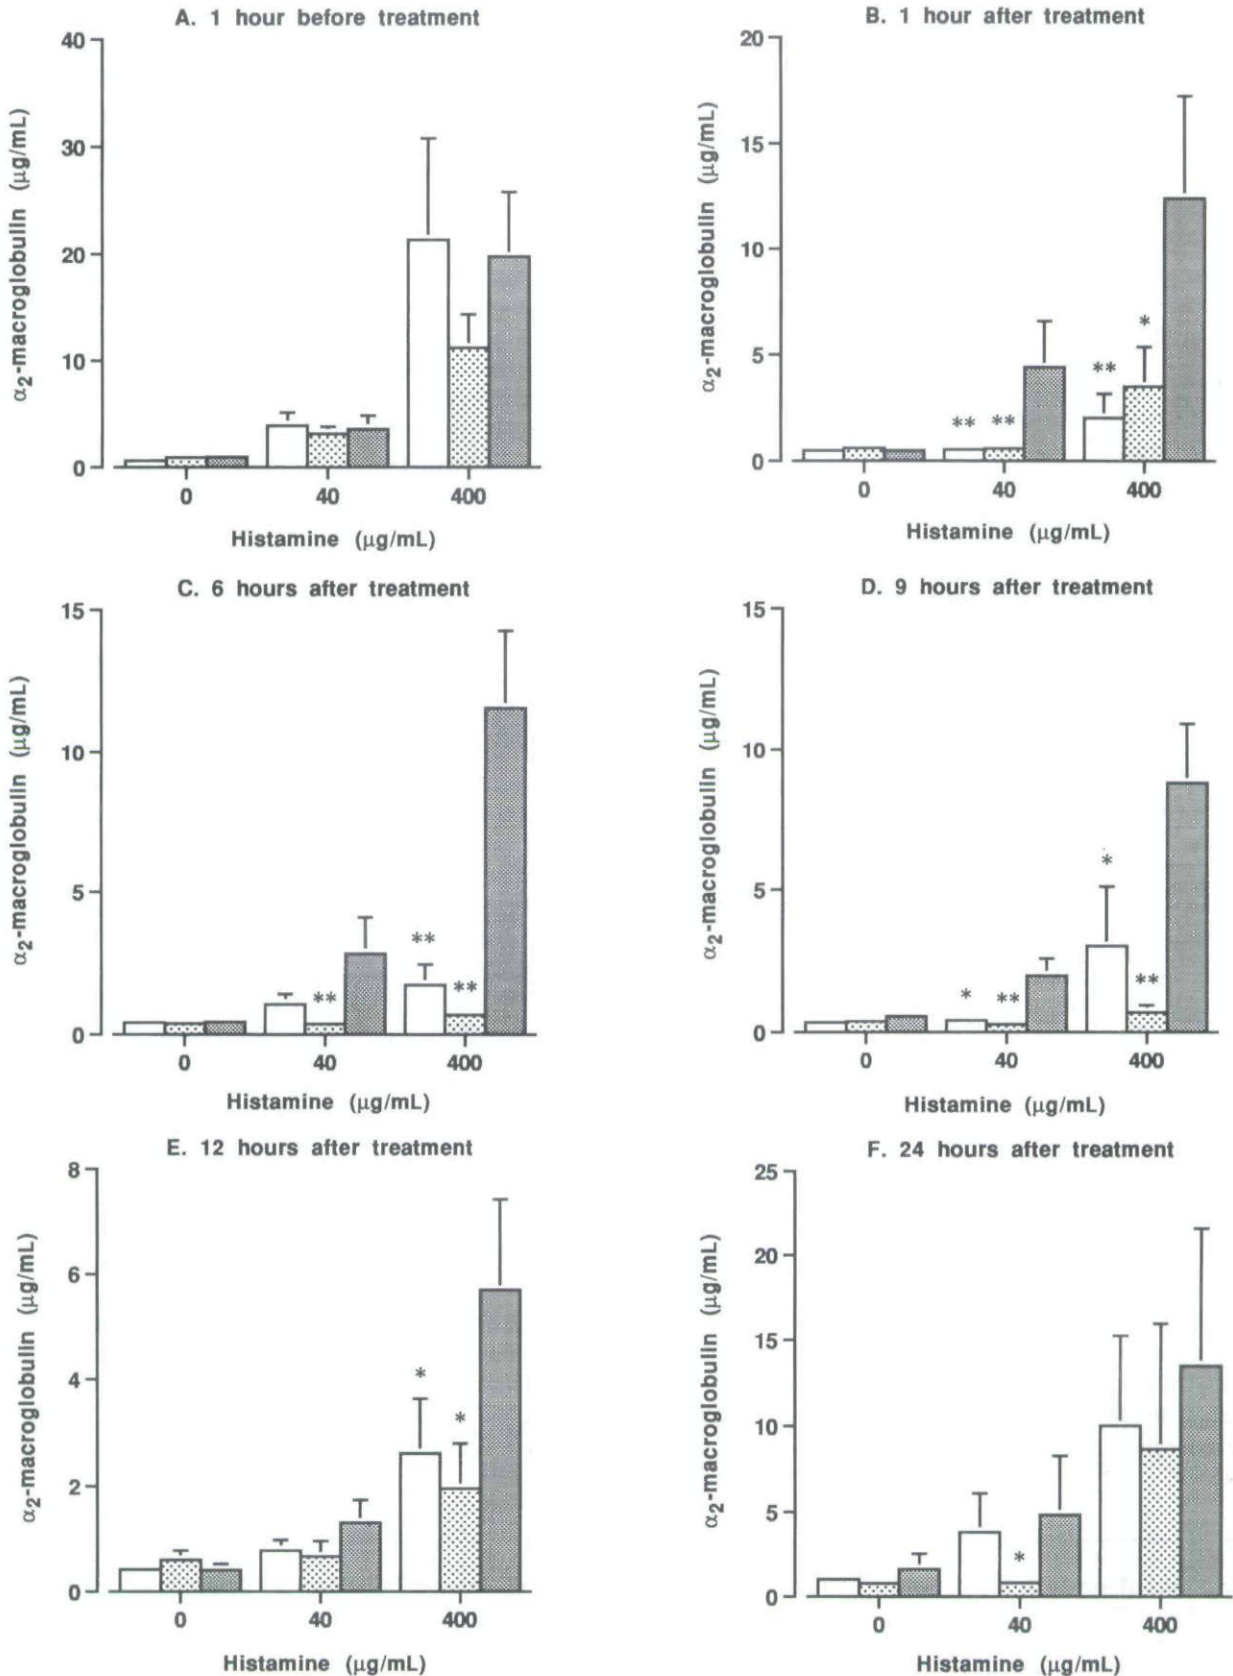 A. 1 hour before treatment
40
30
20
10
0
α2-macroglobulin (µg/mL)
0 40 400
Histamine (µg/mL)
B. 1 hour after treatment
20
15
10
5
0
α2-macroglobulin (µg/mL)
** ** ** *
0 40 400
Histamine (µg/mL)
C. 6 hours after treatment
15
10
5
0
α2-macroglobulin (µg/mL)
** ** **
0 40 400
Histamine (µg/mL)
D. 9 hours after treatment
15
10
5
0
α2-macroglobulin (µg/mL)
* ** * **
0 40 400
Histamine (µg/mL)
E. 12 hours after treatment
8
6
4
2
0
α2-macroglobulin (µg/mL)
* *
0 40 400
Histamine (µg/mL)
F. 24 hours after treatment
25
20
15
10
5
0
α2-macroglobulin (µg/mL)
*
0 40 400
Histamine (µg/mL)